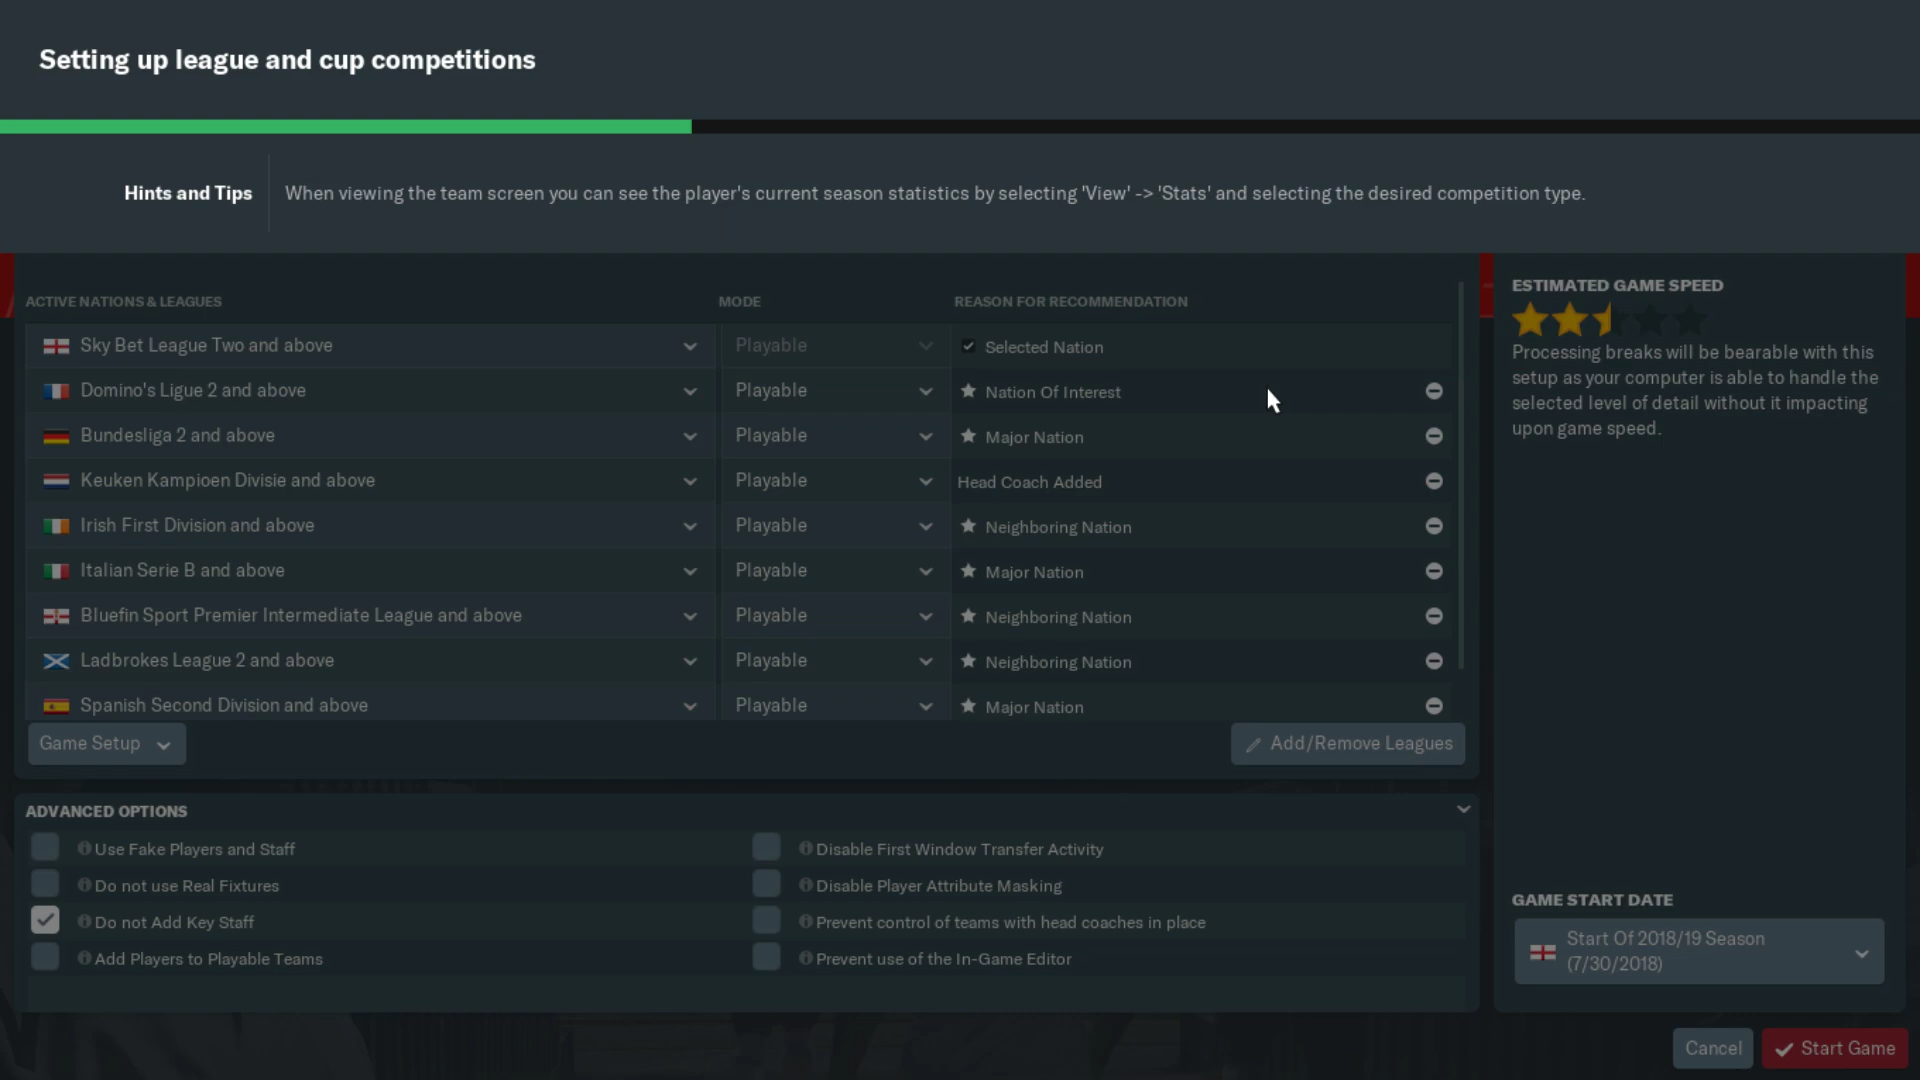 Setting up league and cup competitions
Hints and Tips
When viewing the team screen you can see the player's current season statistics by selecting 'View' -> 'Stats' and selecting the desired competition type.
ACTIVE NATIONS & LEAGUES MODE REASON FOR RECOMMENDATION
Sky Bet League Two and above Playable Selected Nation
Domino's Ligue 2 and above Playable Nation Of Interest
Bundesliga 2 and above Playable Major Nation
Keuken Kampioen Divisie and above Playable Head Coach Added
Irish First Division and above Playable Neighboring Nation
Italian Serie B and above Playable Major Nation
Bluefin Sport Premier Intermediate League and above Playable Neighboring Nation
Ladbrokes League 2 and above Playable Neighboring Nation
Spanish Second Division and above Playable Major Nation
Game Setup
Add/Remove Leagues
ESTIMATED GAME SPEED
Processing breaks will be bearable with this
setup as your computer is able to handle the
selected level of detail without it impacting
upon game speed.
ADVANCED OPTIONS
Use Fake Players and Staff
Do not use Real Fixtures
Do not Add Key Staff
Add Players to Playable Teams
Disable First Window Transfer Activity
Disable Player Attribute Masking
Prevent control of teams with head coaches in place
Prevent use of the In-Game Editor
GAME START DATE
Start Of 2018/19 Season
(7/30/2018)
Cancel
Start Game